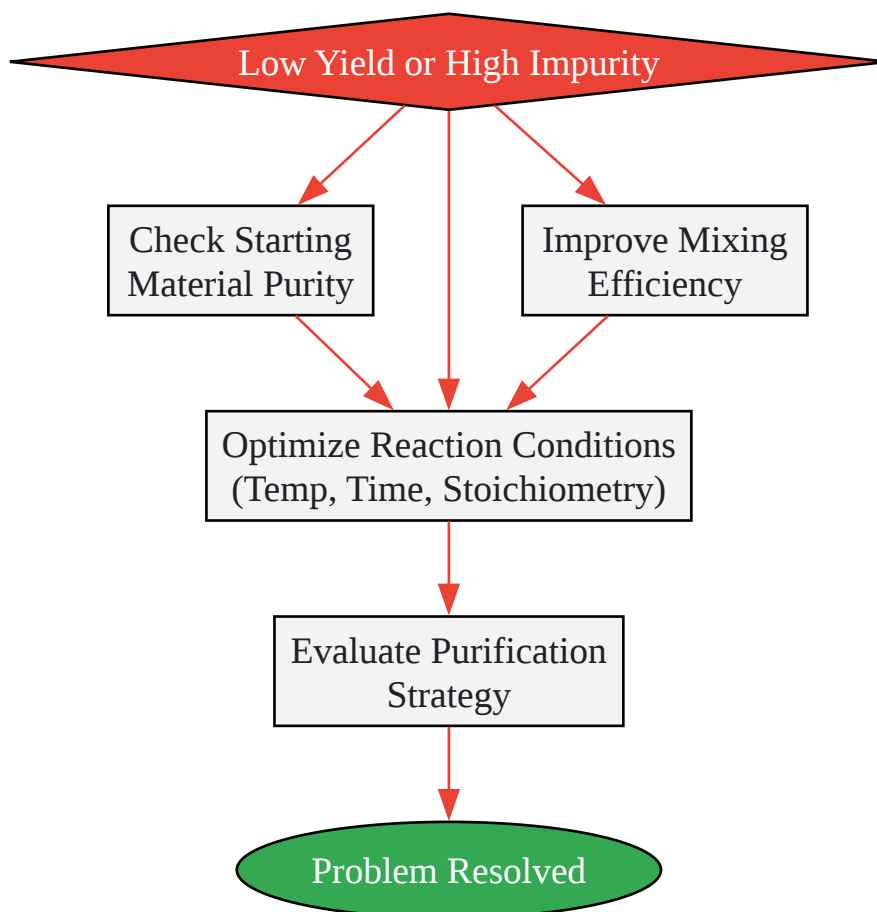 Low Yield or High Impurity
Check Starting
Material Purity
Improve Mixing
Efficiency
Optimize Reaction Conditions
(Temp, Time, Stoichiometry)
Evaluate Purification
Strategy
Problem Resolved